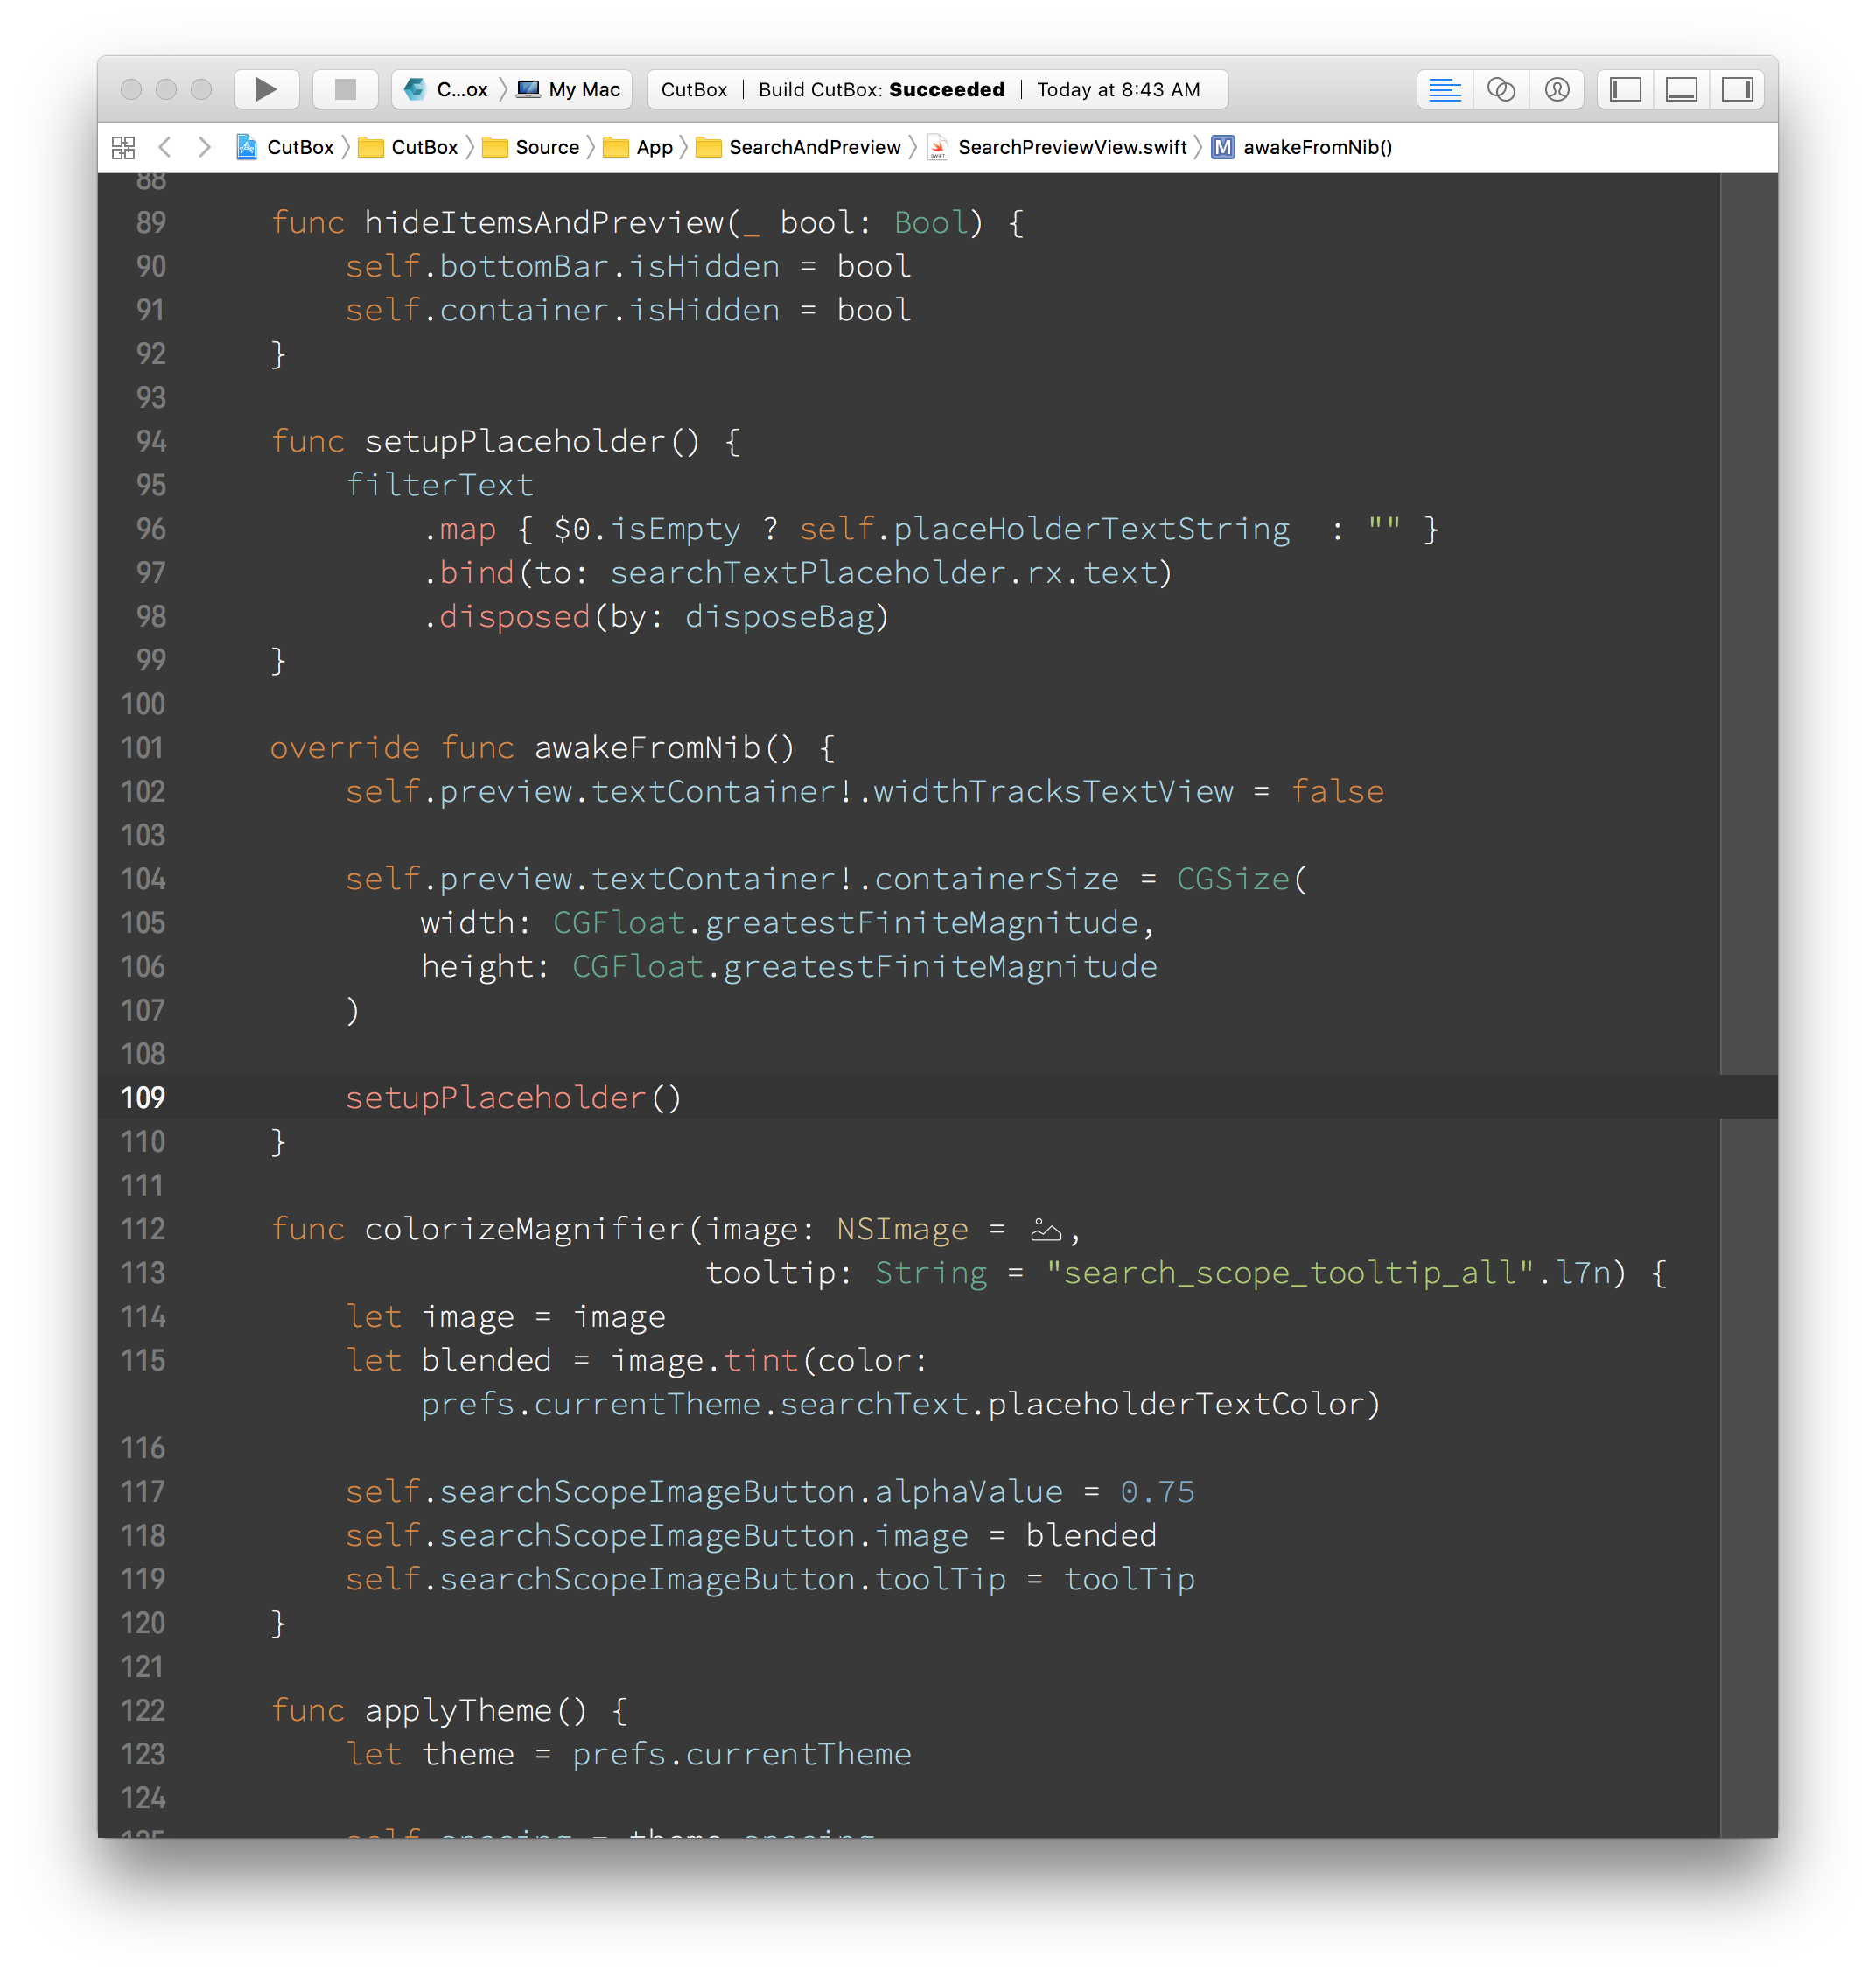 C...ox My Mac CutBox | Build CutBox: Succeeded | Today at 8:43 AM
CutBox CutBox Source App SearchAndPreview SearchPreviewView.swift M awakeFromNib()
88
89 func hideItemsAndPreview(_ bool: Bool) {
90 self.bottomBar.isHidden = bool
91 self.container.isHidden = bool
92 }
93
94 func setupPlaceholder() {
95 filterText
96 .map { $0.isEmpty ? self.placeHolderTextString  : "" }
97 .bind(to: searchTextPlaceholder.rx.text)
98 .disposed(by: disposeBag)
99 }
100
101 override func awakeFromNib() {
102 self.preview.textContainer!.widthTracksTextView = false
103
104 self.preview.textContainer!.containerSize = CGSize(
105 width: CGFloat.greatestFiniteMagnitude,
106 height: CGFloat.greatestFiniteMagnitude
107 )
108
109 setupPlaceholder()
110 }
111
112 func colorizeMagnifier(image: NSImage = ,
113 tooltip: String = "search_scope_tooltip_all".l7n) {
114 let image = image
115 let blended = image.tint(color:
prefs.currentTheme.searchText.placeholderTextColor)
116
117 self.searchScopeImageButton.alphaValue = 0.75
118 self.searchScopeImageButton.image = blended
119 self.searchScopeImageButton.toolTip = toolTip
120 }
121
122 func applyTheme() {
123 let theme = prefs.currentTheme
124
125 self.spacing = theme.spacing